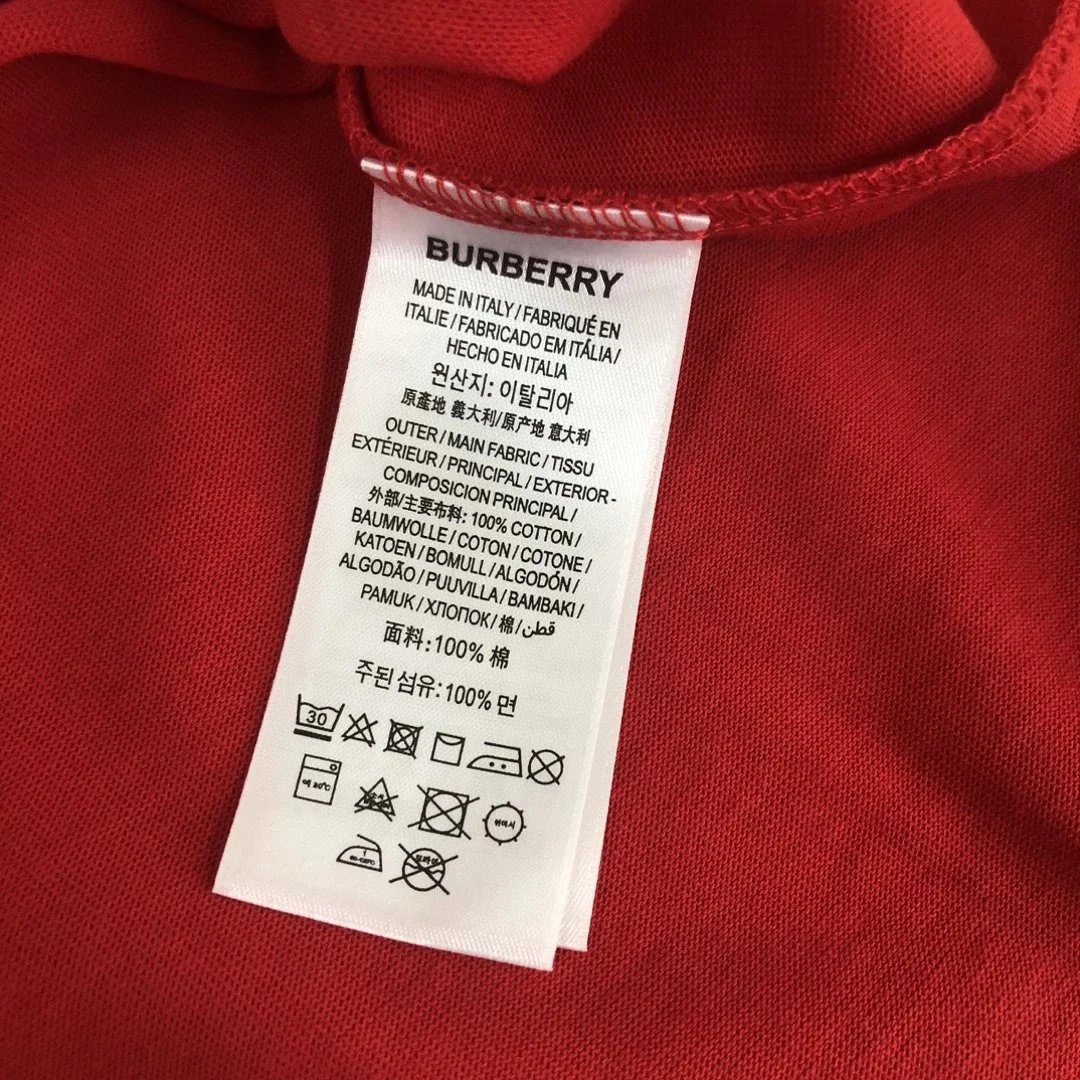 BURBERRY
MADE IN ITALY / FABRIQUÉ EN
ITALIE / FABRICADO EM ITÁLIA /
HECHO EN ITALIA
원산지: 이탈리아
原產地 義大利/原产地 意大利
OUTER / MAIN FABRIC / TISSU
EXTÉRIEUR / PRINCIPAL / EXTERIOR -
COMPOSICION PRINCIPAL /
外部/主要布料: 100% COTTON /
BAUMWOLLE / COTON / COTONE /
KATOEN / BOMULL / ALGODÓN /
ALGODÃO / PUUVILLA / BAMBAKI /
PAMUK / ХЛОПОК / 棉 / قطن
面料: 100% 棉
주된 섬유: 100% 면
30